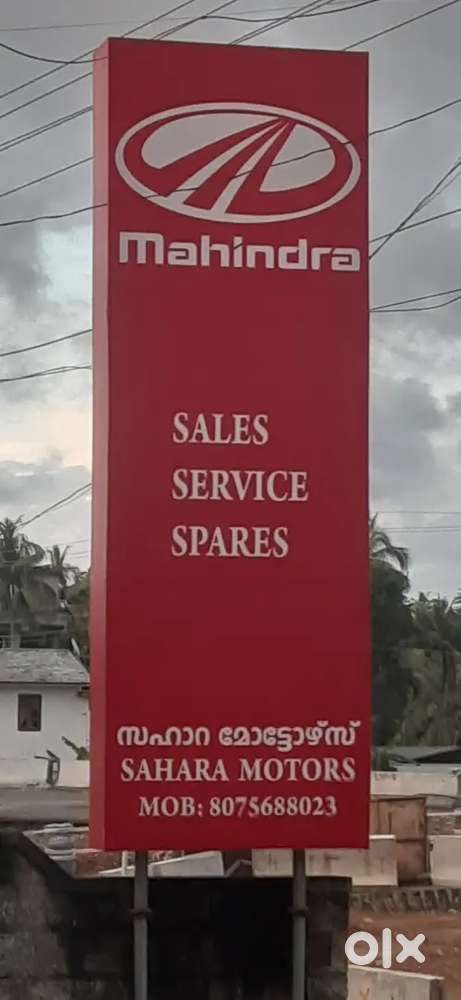 Mahindra
SALES
SERVICE
SPARES
സഹാറ മോട്ടോഴ്സ്
SAHARA MOTORS
MOB: 8075688023
olx